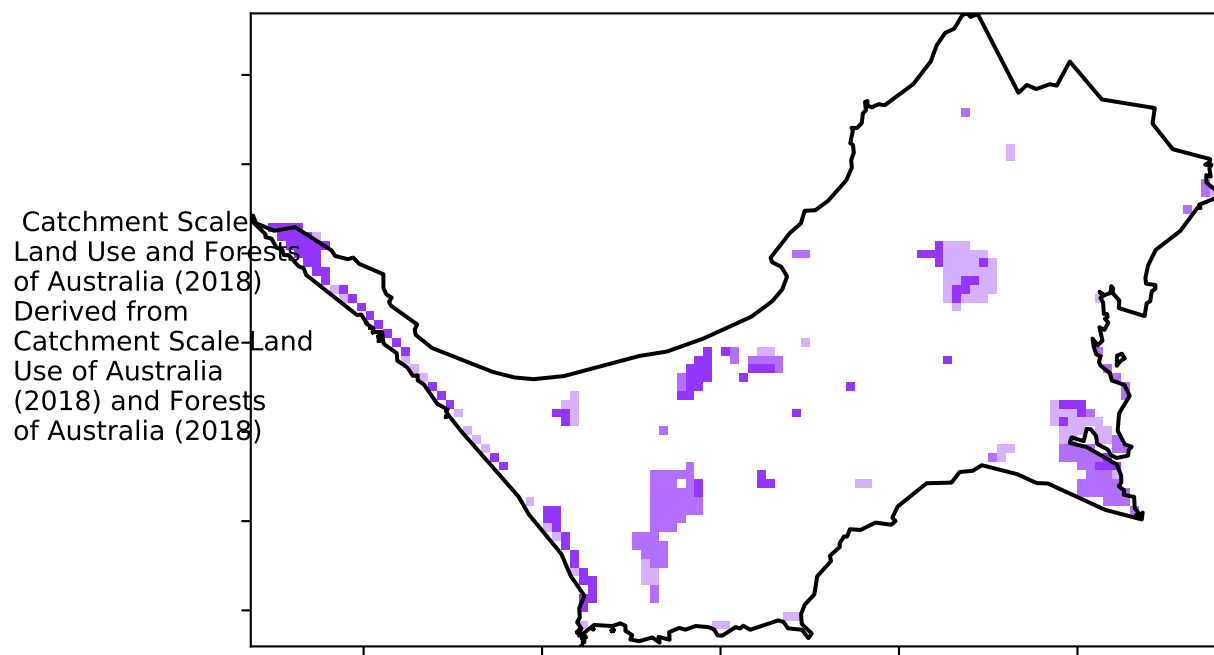 Catchment Scale
Land Use and Forests
of Australia (2018)
Derived from
Catchment Scale Land
Use of Australia
(2018) and Forests
of Australia (2018)